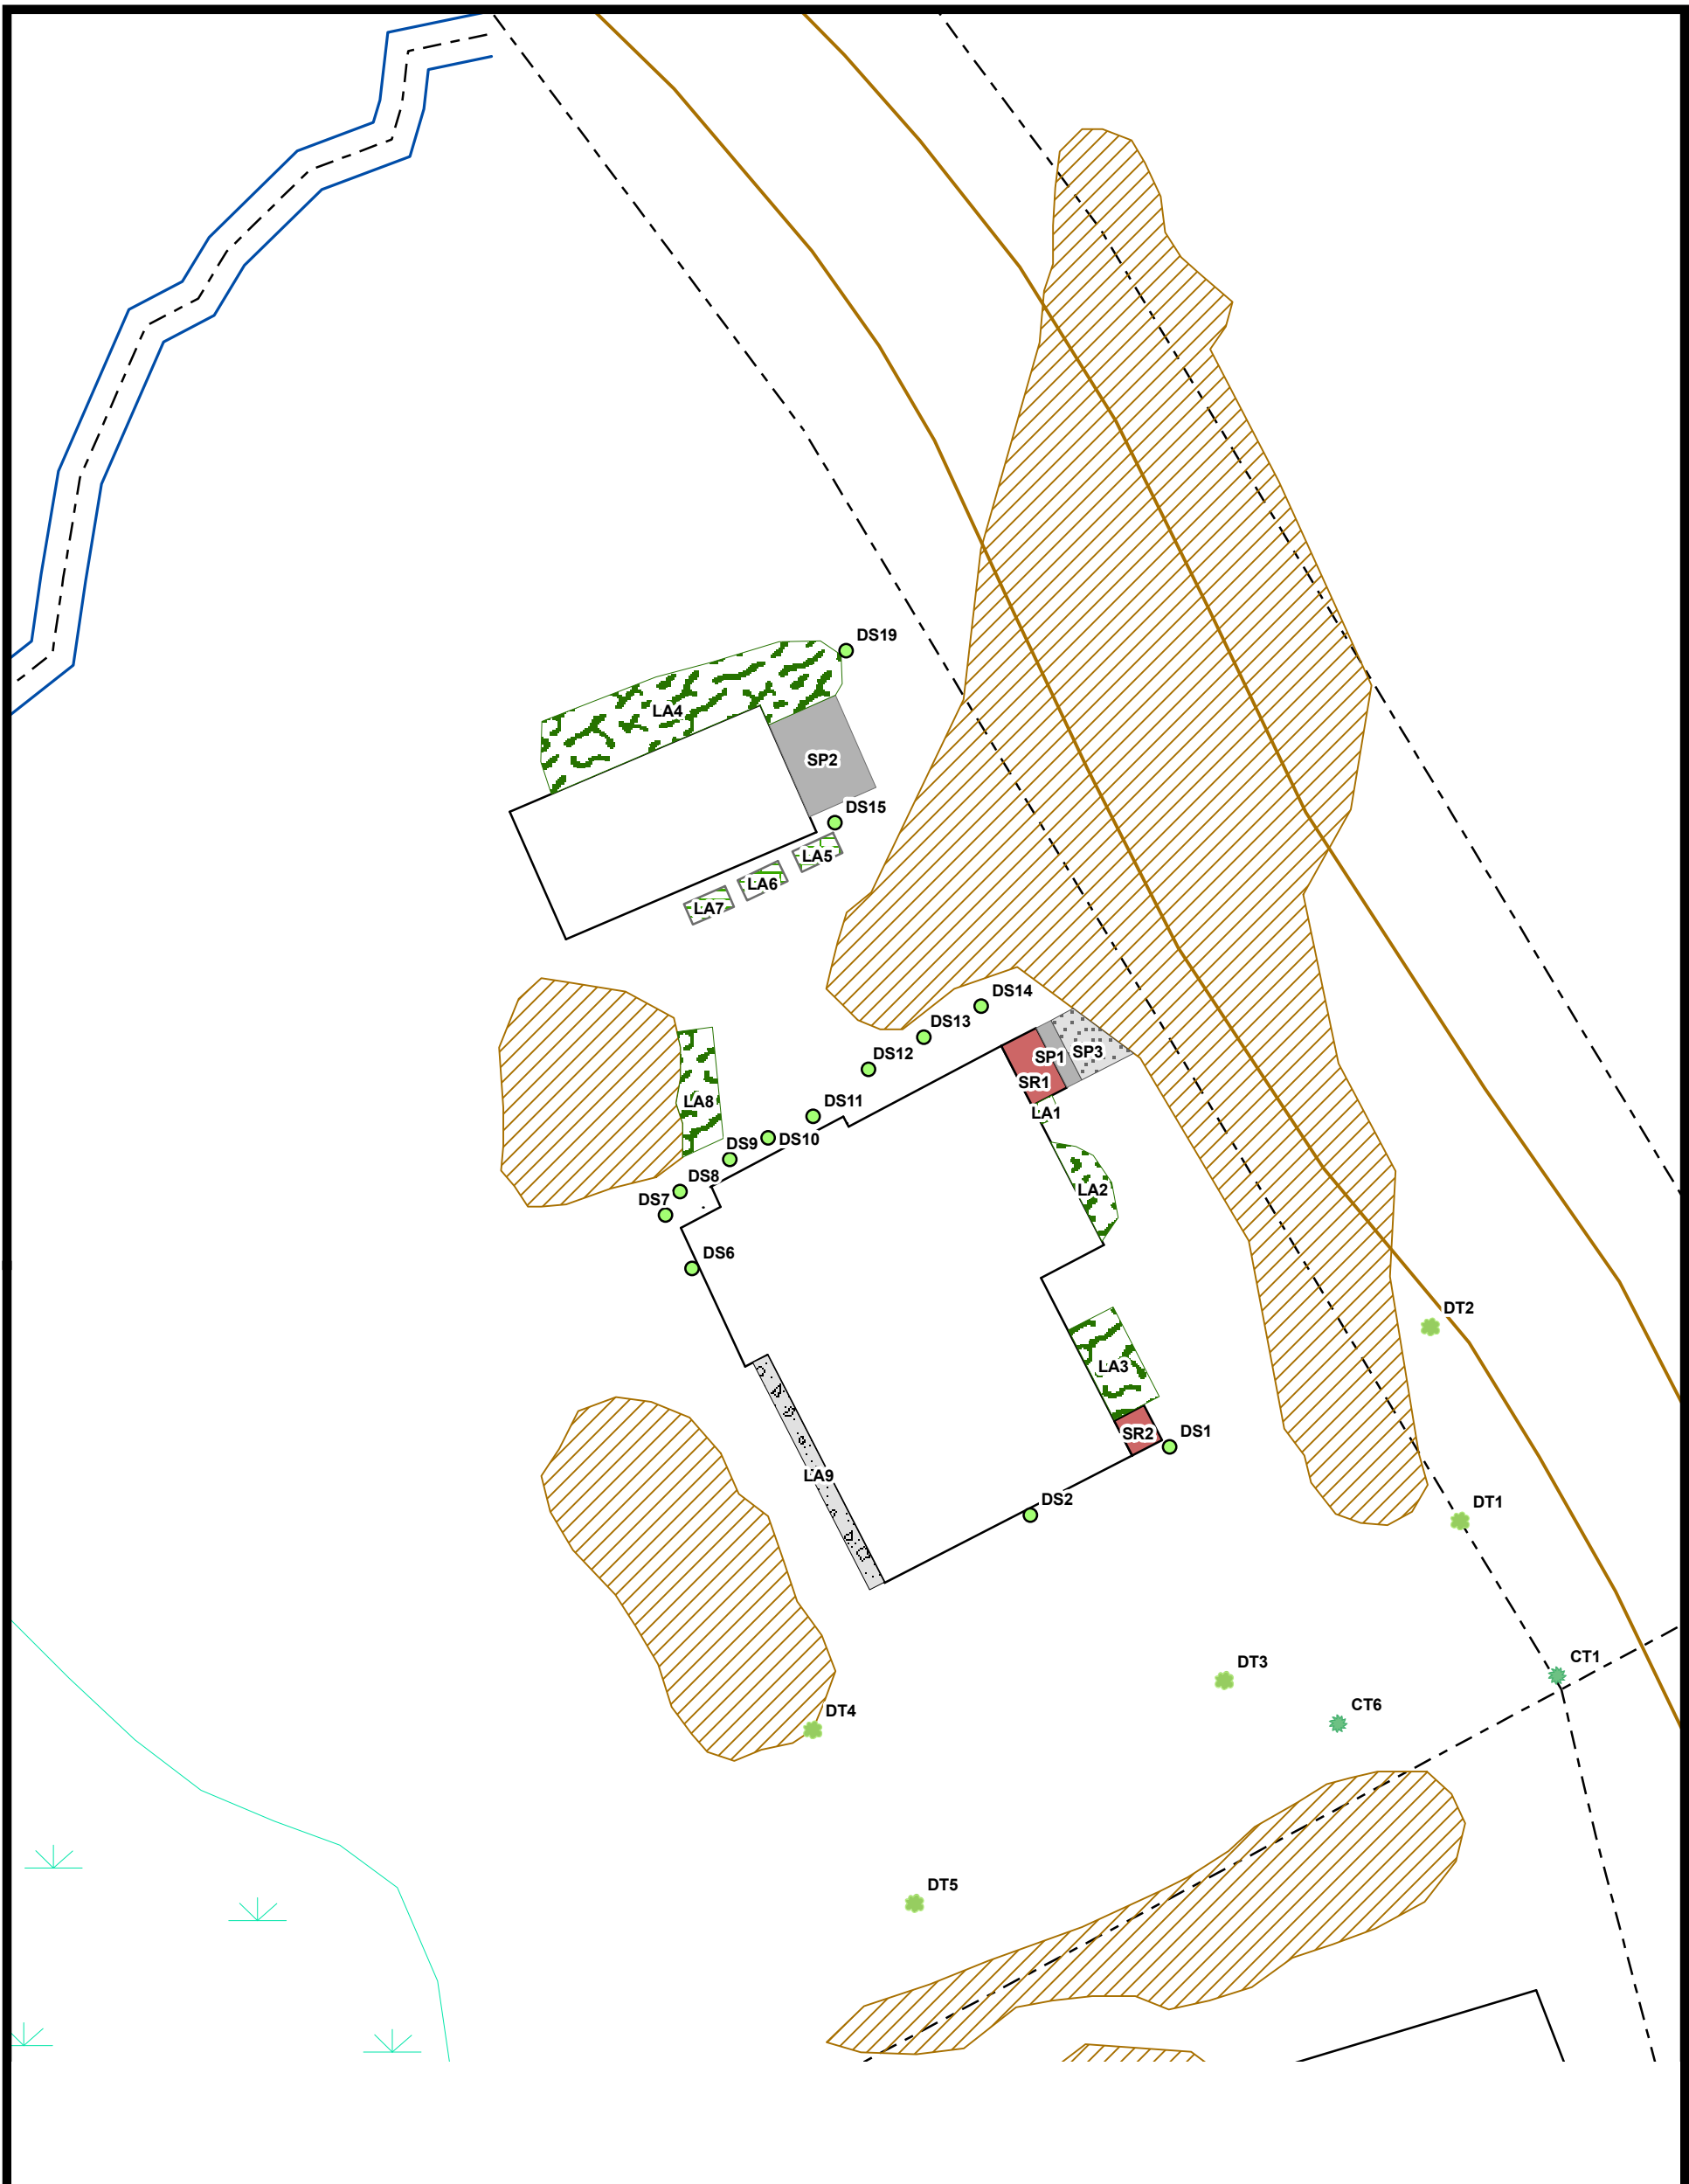 DS19
LA4
SP2
DS15
LA5
LA6
LA7
DS14
DS13
SP1
SP3
DS12
SR1
LA8
DS11
LA1
DS10
DS9
DS8
LA2
DS7
DS6
DT2
LA3
DS1
SR2
LA9
DS2
DT1
CT1
DT3
CT6
DT4
DT5